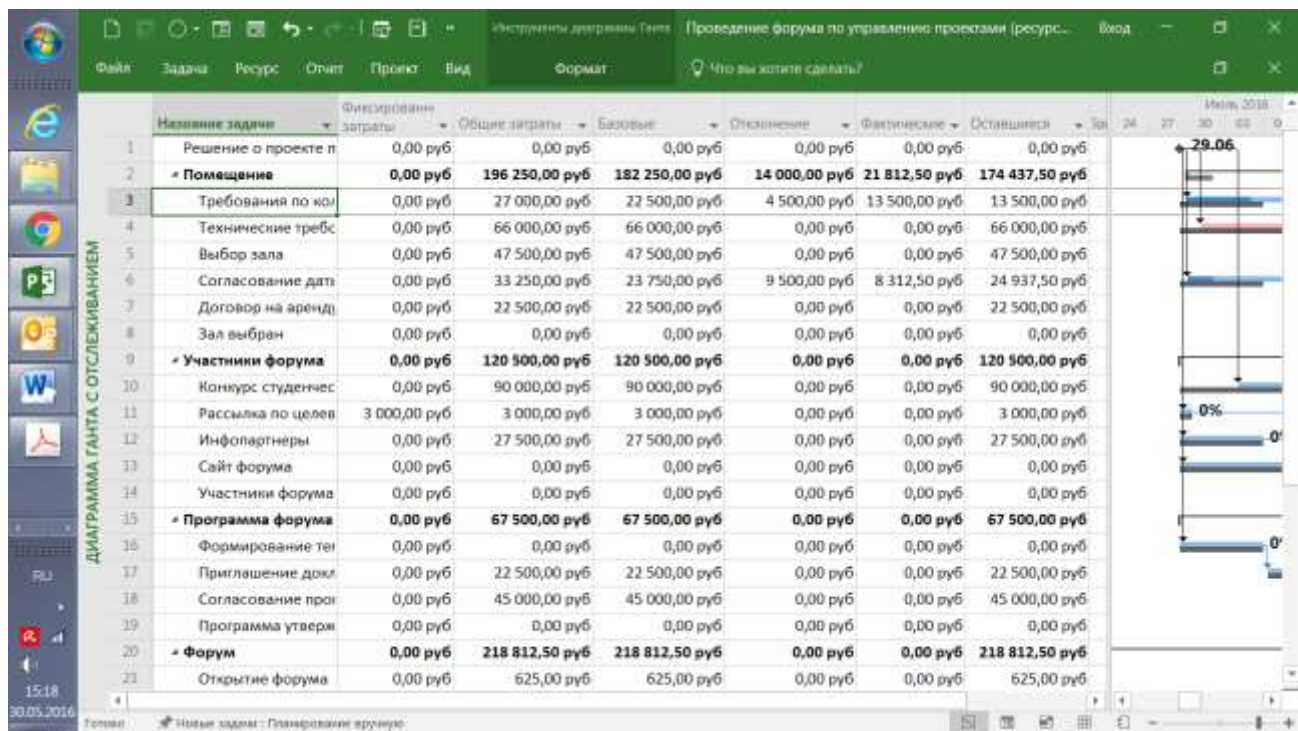 Инструменты диаграммы Ганта Проведение форума по управлению проектами (ресурс... Вход
Файл Задача Ресурс Отчет Проект Вид Формат Что вы хотите сделать?
Название задачи Фиксированные затраты Общие затраты Базовые Отклонение Фактические Оставшиеся
Июль 2016
24 27 30 03
1 Решение о проекте п 0,00 руб 0,00 руб 0,00 руб 0,00 руб 0,00 руб 0,00 руб 29.06
2 Помещение 0,00 руб 196 250,00 руб 182 250,00 руб 14 000,00 руб 21 812,50 руб 174 437,50 руб
3 Требования по кол 0,00 руб 27 000,00 руб 22 500,00 руб 4 500,00 руб 13 500,00 руб 13 500,00 руб
4 Технические требо 0,00 руб 66 000,00 руб 66 000,00 руб 0,00 руб 0,00 руб 66 000,00 руб
5 Выбор зала 0,00 руб 47 500,00 руб 47 500,00 руб 0,00 руб 0,00 руб 47 500,00 руб
6 Согласование даты 0,00 руб 33 250,00 руб 23 750,00 руб 9 500,00 руб 8 312,50 руб 24 937,50 руб
7 Договор на аренду 0,00 руб 22 500,00 руб 22 500,00 руб 0,00 руб 0,00 руб 22 500,00 руб
8 Зал выбран 0,00 руб 0,00 руб 0,00 руб 0,00 руб 0,00 руб 0,00 руб
9 Участники форума 0,00 руб 120 500,00 руб 120 500,00 руб 0,00 руб 0,00 руб 120 500,00 руб
10 Конкурс студенчес 0,00 руб 90 000,00 руб 90 000,00 руб 0,00 руб 0,00 руб 90 000,00 руб
11 Рассылка по целев 3 000,00 руб 3 000,00 руб 3 000,00 руб 0,00 руб 0,00 руб 3 000,00 руб 0%
12 Инфопартнеры 0,00 руб 27 500,00 руб 27 500,00 руб 0,00 руб 0,00 руб 27 500,00 руб
13 Сайт форума 0,00 руб 0,00 руб 0,00 руб 0,00 руб 0,00 руб 0,00 руб
14 Участники форума 0,00 руб 0,00 руб 0,00 руб 0,00 руб 0,00 руб 0,00 руб
15 Программа форума 0,00 руб 67 500,00 руб 67 500,00 руб 0,00 руб 0,00 руб 67 500,00 руб
16 Формирование тем 0,00 руб 0,00 руб 0,00 руб 0,00 руб 0,00 руб 0,00 руб
17 Приглашение докл 0,00 руб 22 500,00 руб 22 500,00 руб 0,00 руб 0,00 руб 22 500,00 руб
18 Согласование прог 0,00 руб 45 000,00 руб 45 000,00 руб 0,00 руб 0,00 руб 45 000,00 руб
19 Программа утверж 0,00 руб 0,00 руб 0,00 руб 0,00 руб 0,00 руб 0,00 руб
20 Форум 0,00 руб 218 812,50 руб 218 812,50 руб 0,00 руб 0,00 руб 218 812,50 руб
21 Открытие форума 0,00 руб 625,00 руб 625,00 руб 0,00 руб 0,00 руб 625,00 руб
ДИАГРАММА ГАНТА С ОТСЛЕЖИВАНИЕМ
Готово Новые задачи : Планирование вручную
RU
15:18
30.05.2016